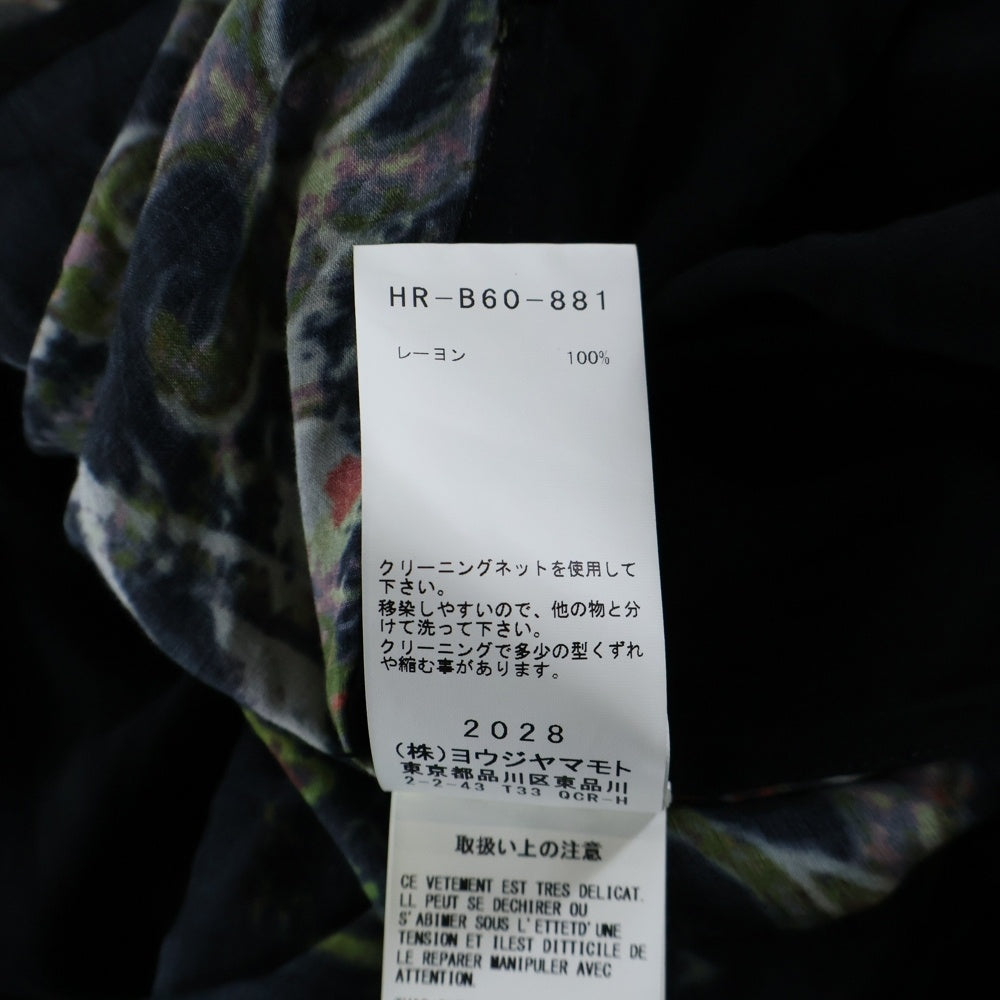 HR-B60-881
レーヨン 100%
クリーニングネットを使用して
下さい。
移染しやすいので、他の物と分
けて洗って下さい。
クリーニングで多少の型くずれ
や縮む事があります。
2028
(株)ヨウジヤマモト
東京都品川区東品川
2-2-43 T33 QCR-H
取扱い上の注意
CE VETEMENT EST TRES DELICAT.
LL PEUT SE DECHIRER OU
S'ABIMER SOUS L'ETTETD'UNE
TENSION ET ILEST DITTICILE DE
LE REPARER MANIPULER AVEC
ATTENTION.